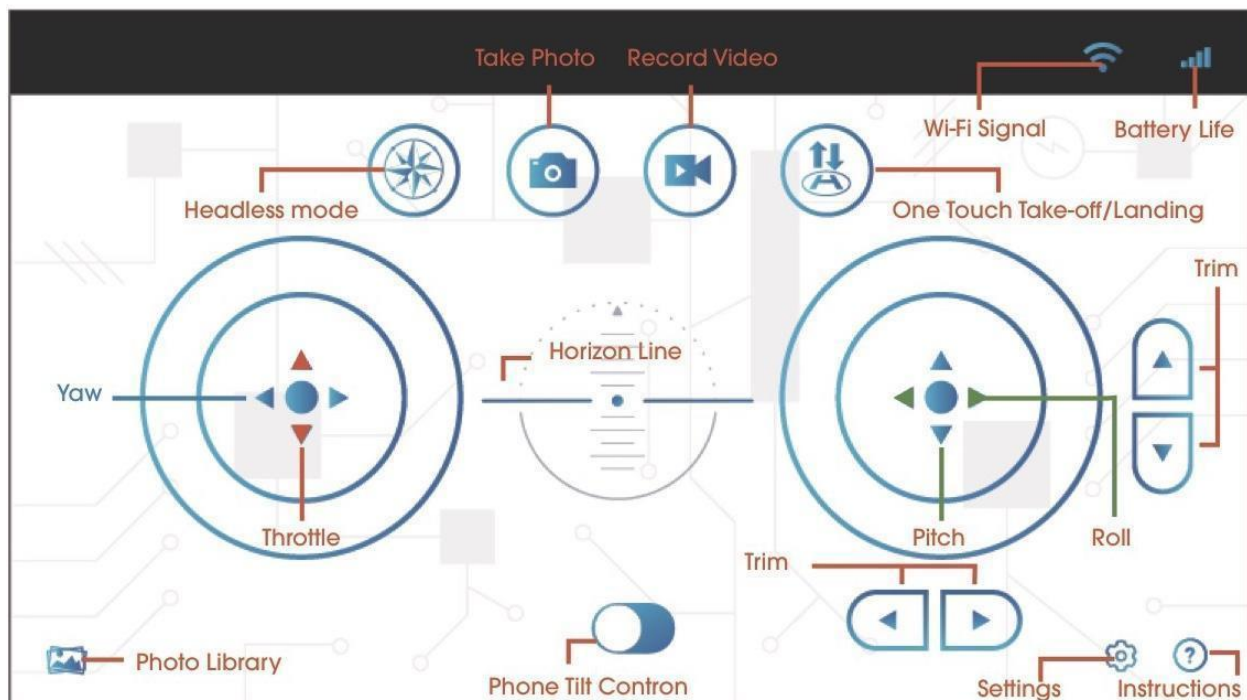 Take Photo
Record Video
Wi-Fi Signal
Battery Life
Headless mode
One Touch Take-off/Landing
Trim
Horizon Line
Yaw
Throttle
Pitch
Roll
Trim
Photo Library
Phone Tilt Contron
Settings
?
Instructions